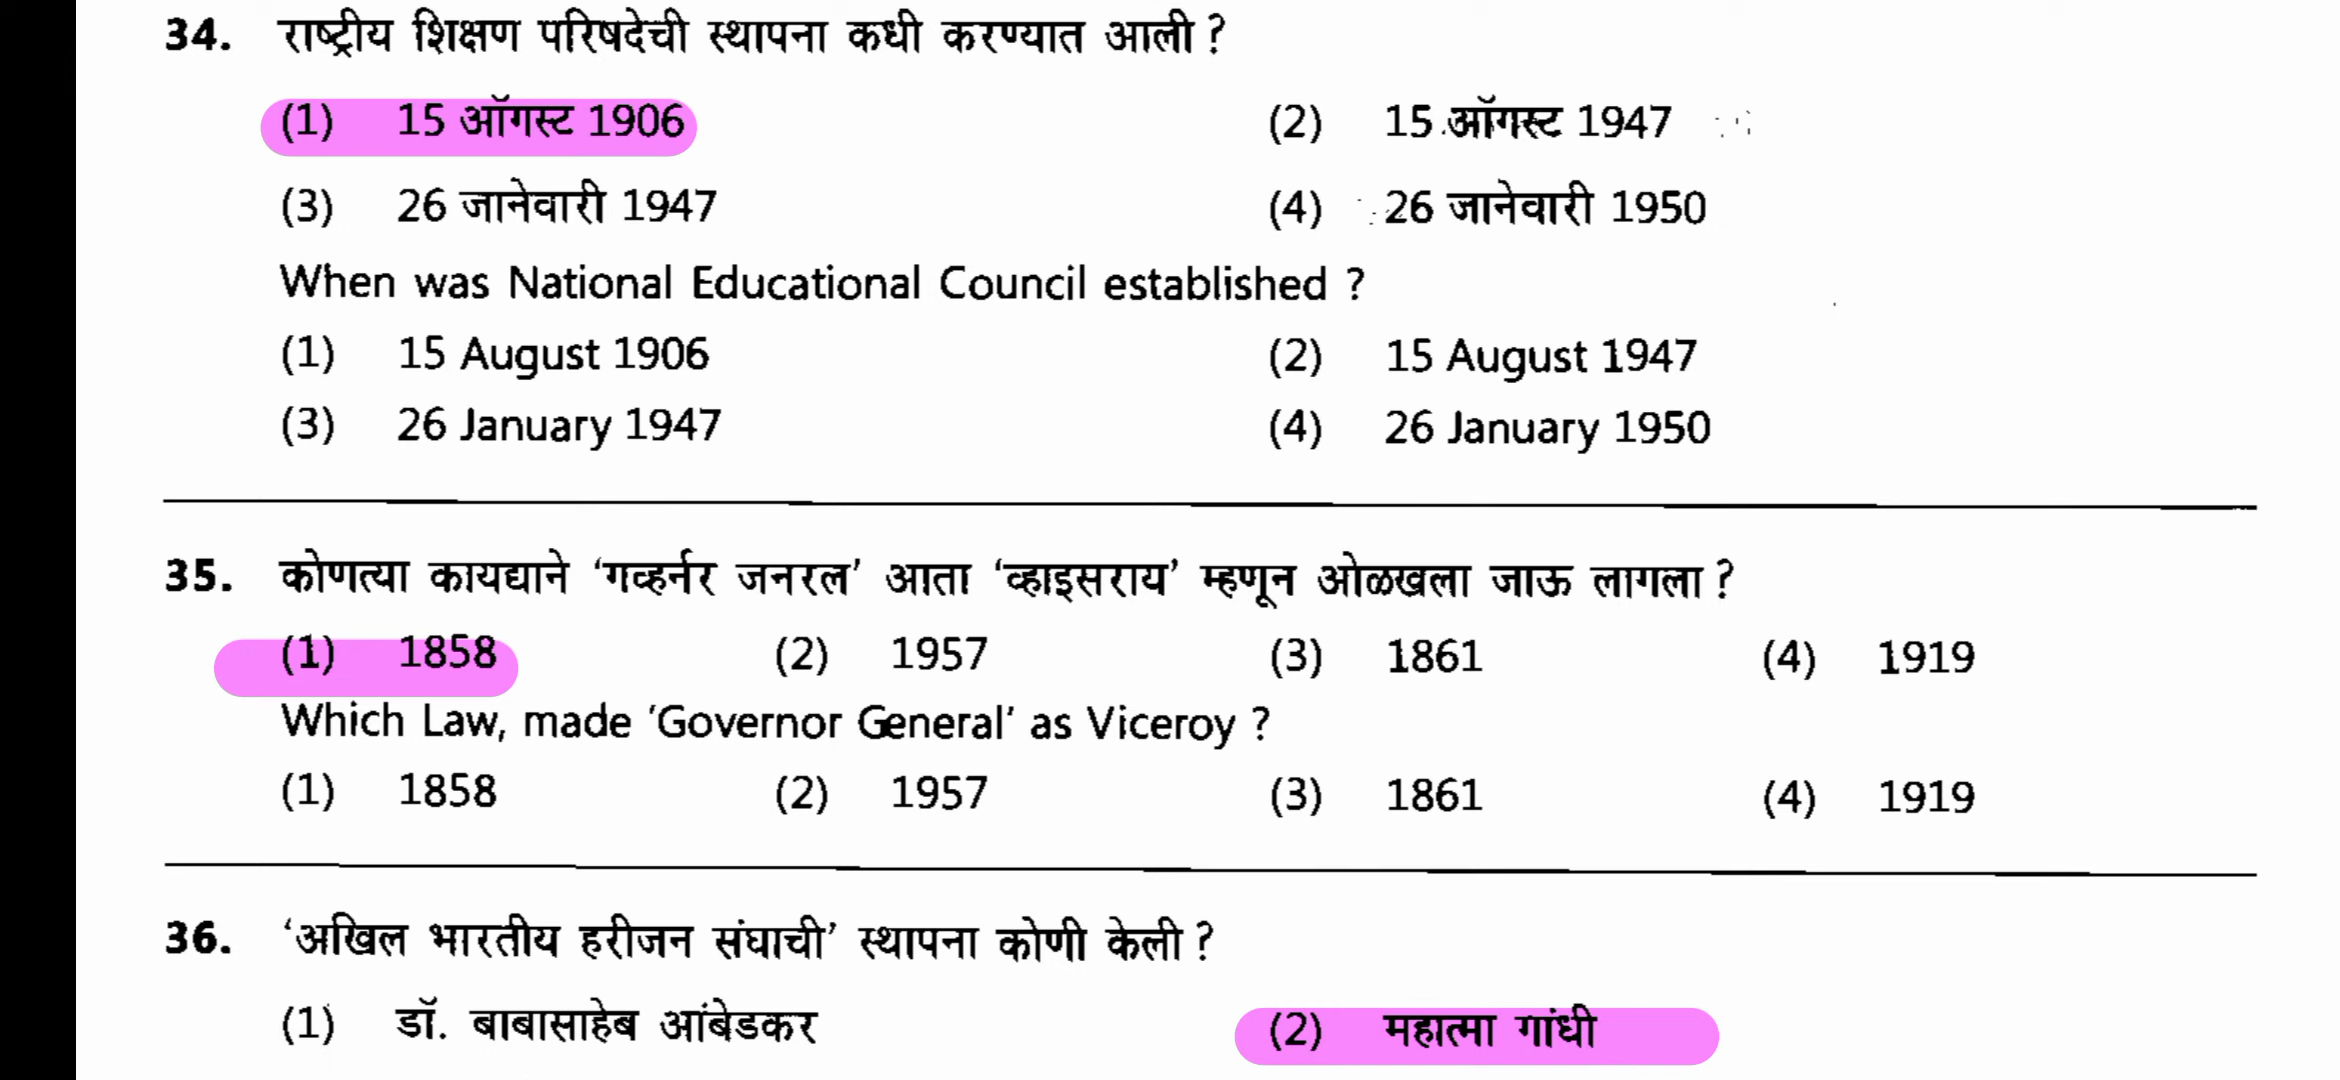 34. राष्ट्रीय शिक्षण परिषदेची स्थापना कधी करण्यात आली ?
(1) 15 ऑगस्ट 1906 (2) 15 ऑगस्ट 1947
(3) 26 जानेवारी 1947 (4) 26 जानेवारी 1950
When was National Educational Council established ?
(1) 15 August 1906 (2) 15 August 1947
(3) 26 January 1947 (4) 26 January 1950
35. कोणत्या कायद्याने ‘गव्हर्नर जनरल’ आता ‘व्हाइसराय’ म्हणून ओळखला जाऊ लागला ?
(1) 1858 (2) 1957 (3) 1861 (4) 1919
Which Law, made ‘Governor General’ as Viceroy ?
(1) 1858 (2) 1957 (3) 1861 (4) 1919
36. ‘अखिल भारतीय हरीजन संघाची’ स्थापना कोणी केली ?
(1) डॉ. बाबासाहेब आंबेडकर (2) महात्मा गांधी